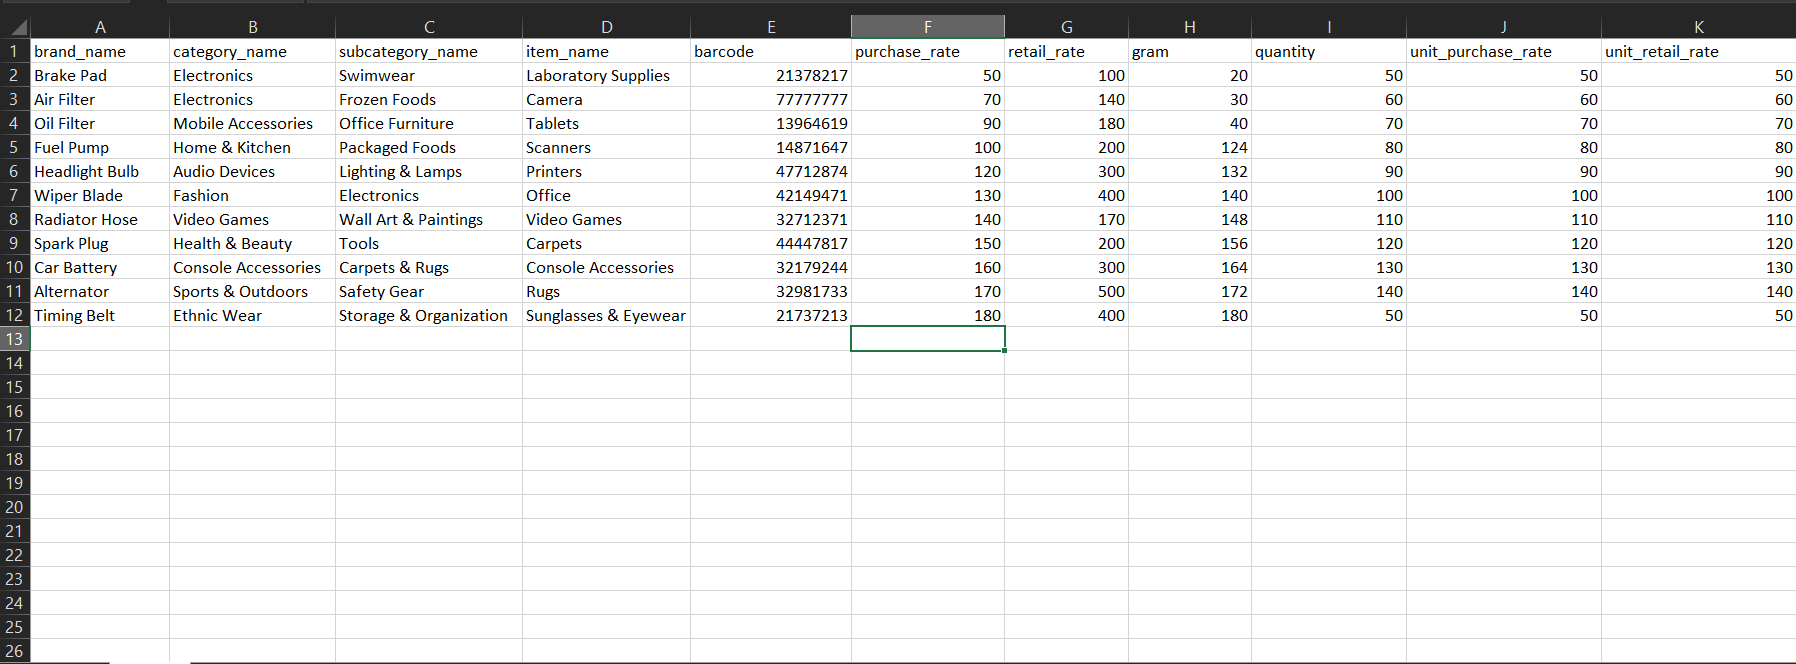 A B C D E F G H I J K
1 brand_name category_name subcategory_name item_name barcode purchase_rate retail_rate gram quantity unit_purchase_rate unit_retail_rate
2 Brake Pad Electronics Swimwear Laboratory Supplies 21378217 50 100 20 50 50 50
3 Air Filter Electronics Frozen Foods Camera 77777777 70 140 30 60 60 60
4 Oil Filter Mobile Accessories Office Furniture Tablets 13964619 90 180 40 70 70 70
5 Fuel Pump Home & Kitchen Packaged Foods Scanners 14871647 100 200 124 80 80 80
6 Headlight Bulb Audio Devices Lighting & Lamps Printers 47712874 120 300 132 90 90 90
7 Wiper Blade Fashion Electronics Office 42149471 130 400 140 100 100 100
8 Radiator Hose Video Games Wall Art & Paintings Video Games 32712371 140 170 148 110 110 110
9 Spark Plug Health & Beauty Tools Carpets 44447817 150 200 156 120 120 120
10 Car Battery Console Accessories Carpets & Rugs Console Accessories 32179244 160 300 164 130 130 130
11 Alternator Sports & Outdoors Safety Gear Rugs 32981733 170 500 172 140 140 140
12 Timing Belt Ethnic Wear Storage & Organization Sunglasses & Eyewear 21737213 180 400 180 50 50 50
13
14
15
16
17
18
19
20
21
22
23
24
25
26